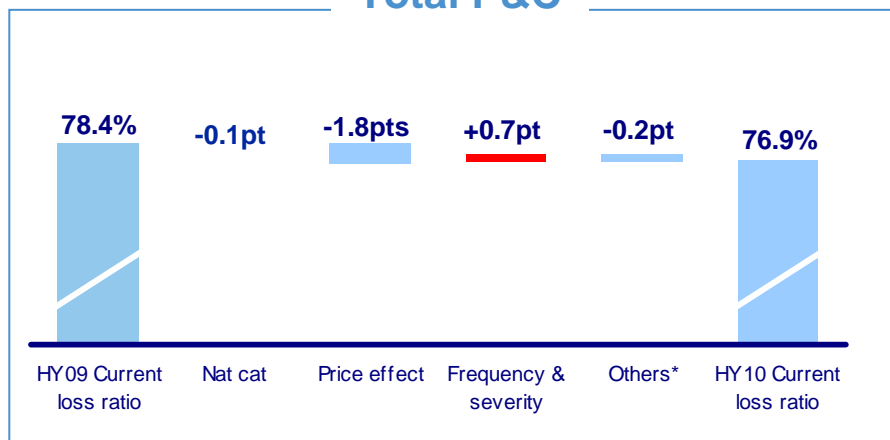 Total P&C
78.4%
-0.1pt
-1.8pts
+0.7pt
-0.2pt
76.9%
HY09 Current
loss ratio
Nat cat
Price effect
Frequency &
severity
Others*
HY10 Current
loss ratio